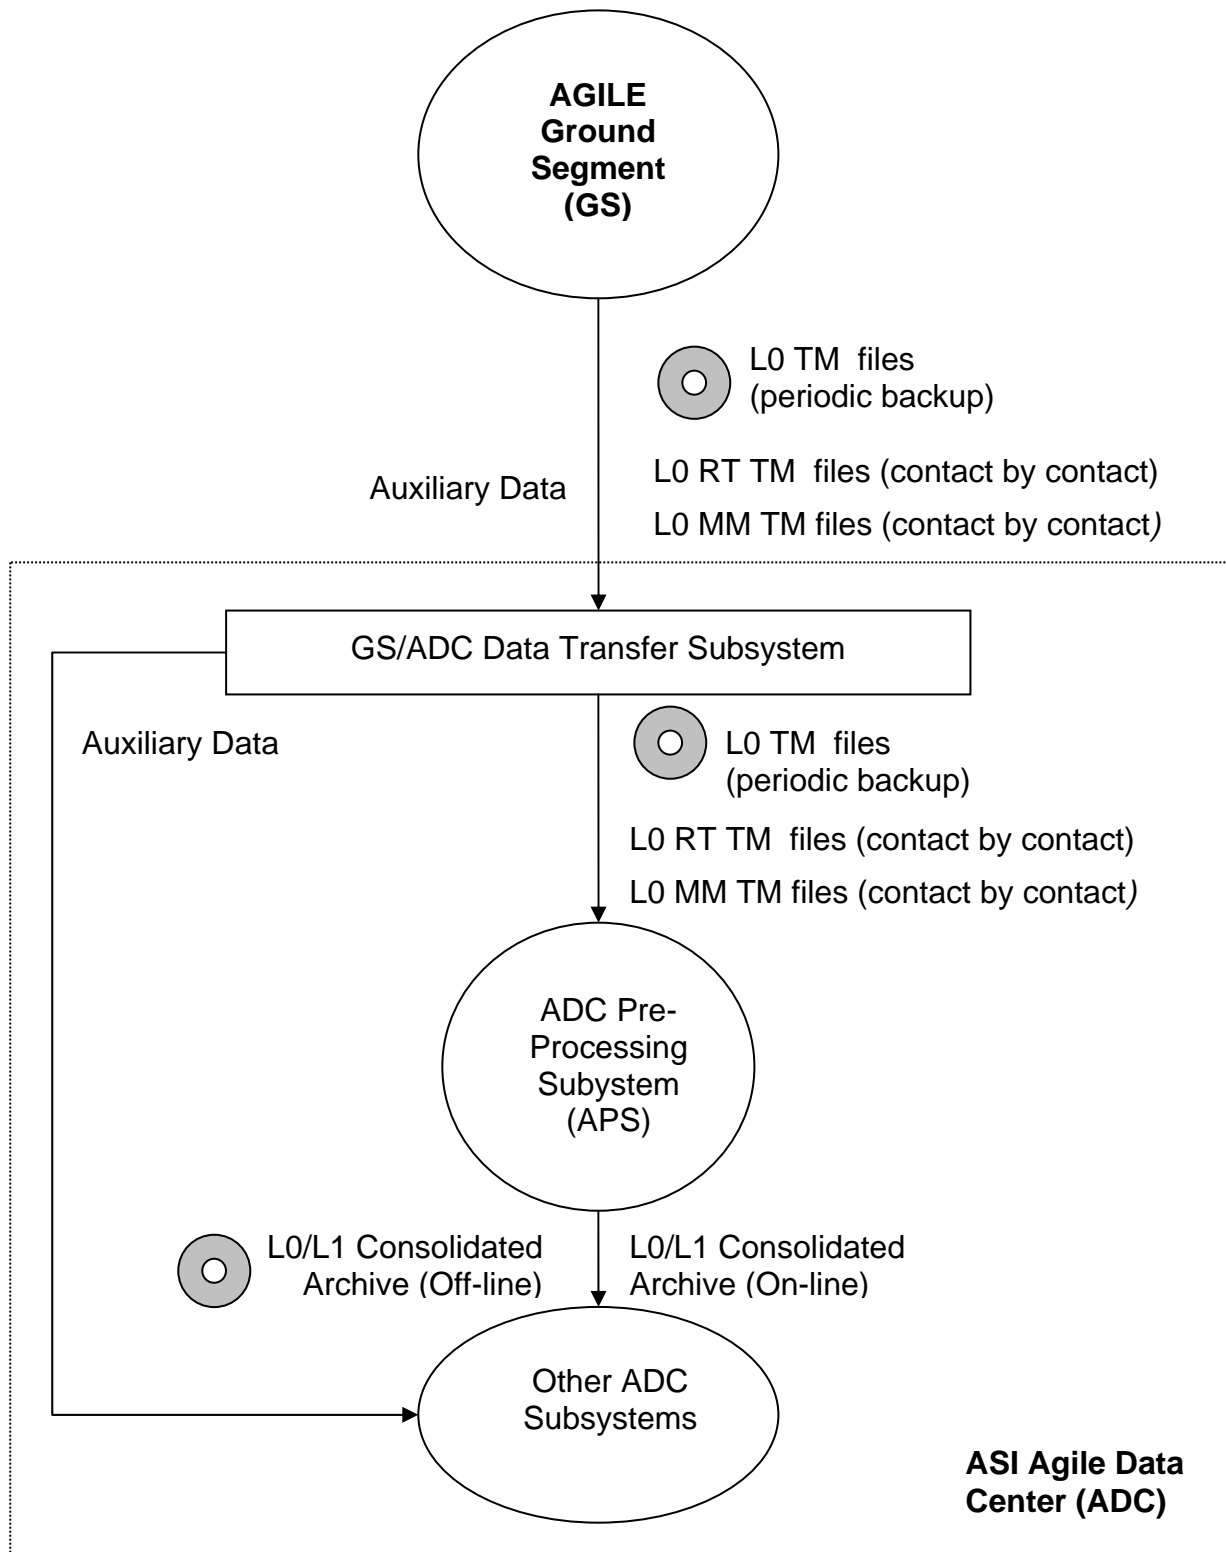 AGILE
Ground
Segment
(GS)
L0 TM  files
(periodic backup)
Auxiliary Data
L0 RT TM  files (contact by contact)
L0 MM TM files (contact by contact)
GS/ADC Data Transfer Subsystem
Auxiliary Data
L0 TM  files
(periodic backup)
L0 RT TM  files (contact by contact)
L0 MM TM files (contact by contact)
ADC Pre-
Processing
Subystem
(APS)
L0/L1 Consolidated
Archive (Off-line)
L0/L1 Consolidated
Archive (On-line)
Other ADC
Subsystems
ASI Agile Data
Center (ADC)